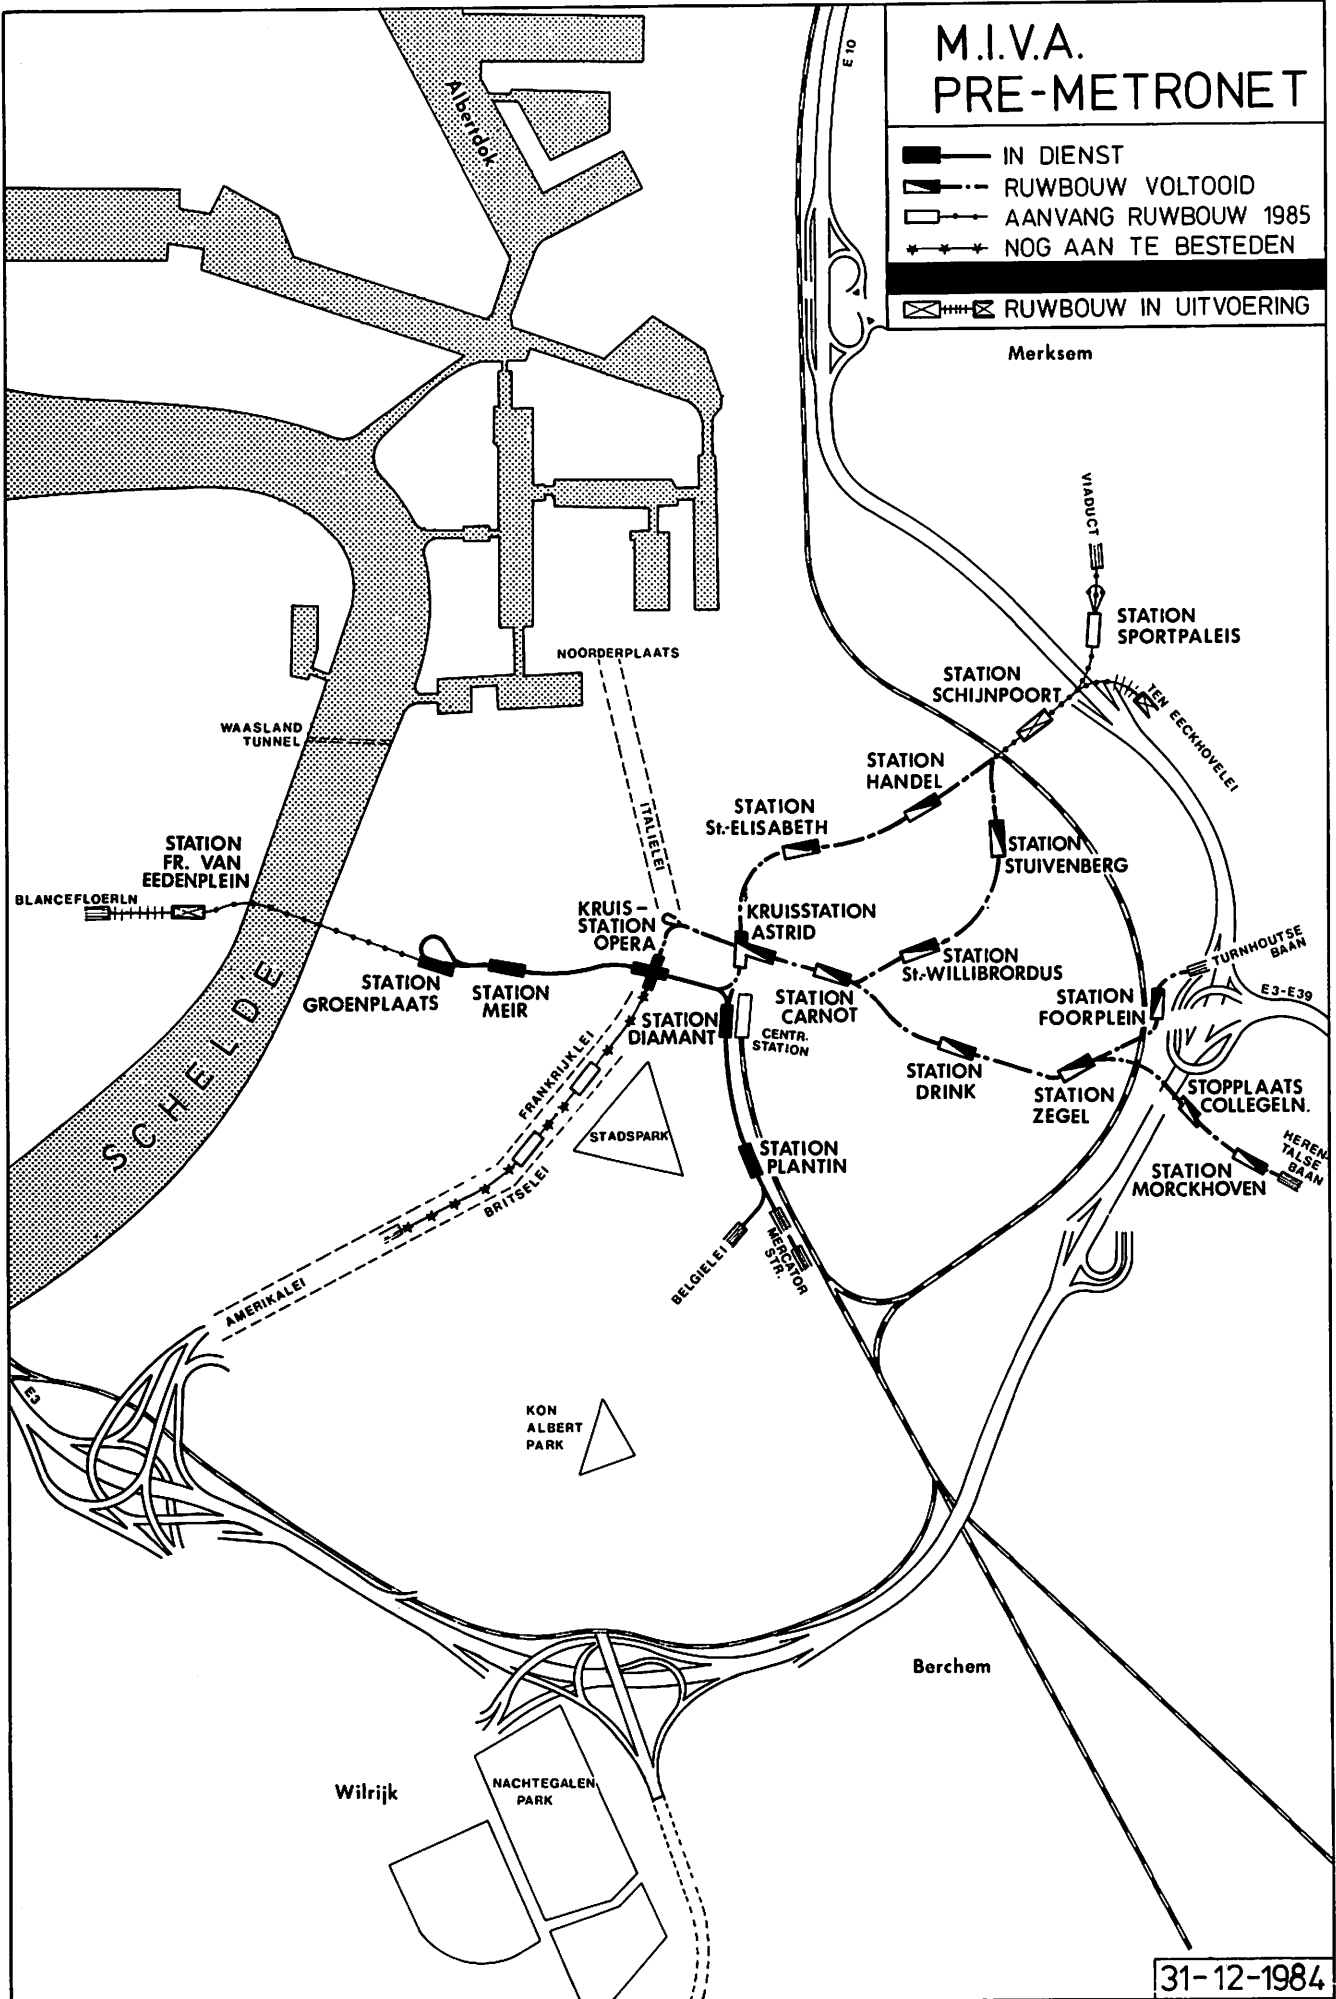 M.I.V.A.
PRE-METRONET
IN DIENST
RUWBOUW VOLTOOID
AANVANG RUWBOUW 1985
NOG AAN TE BESTEDEN
RUWBOUW IN UITVOERING
E 10
Albertdok
Merksem
VIADUCT
STATION
SPORTPALEIS
NOORDERPLAATS
STATION
SCHIJNPOORT
TEN EECKHOVELEI
WAASLAND
TUNNEL
STATION
HANDEL
ITALIELEI
STATION
St.-ELISABETH
STATION
FR. VAN
EEDENPLEIN
STATION
STUIVENBERG
BLANCEFLOERLN
KRUIS-
STATION
OPERA
KRUISSTATION
ASTRID
STATION
St.-WILLIBRORDUS
TURNHOUTSE
BAAN
SCHELDE
STATION
GROENPLAATS
STATION
MEIR
STATION
CARNOT
STATION
FOORPLEIN
E3-E39
STATION
DIAMANT
CENTR.
STATION
FRANKRIJKLEI
STATION
DRINK
STATION
ZEGEL
STOPPLAATS
COLLEGELN.
STADSPARK
STATION
PLANTIN
HEREN-
TALSE
BAAN
STATION
MORCKHOVEN
BRITSELEI
BELGIELEI
MERCATOR
STR.
AMERIKALEI
E3
KON
ALBERT
PARK
Berchem
Wilrijk
NACHTEGALEN
PARK
31-12-1984